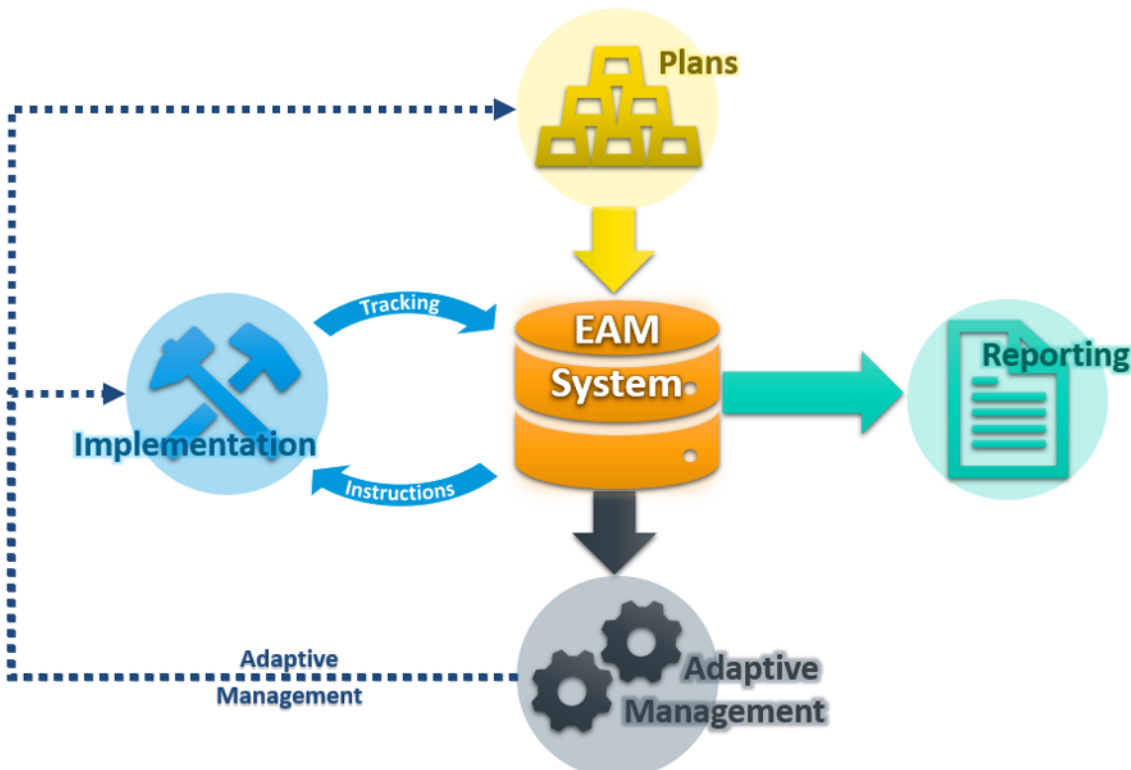 Plans
Tracking
EAM
System
Reporting
Implementation
Instructions
Adaptive
Management
Adaptive
Management